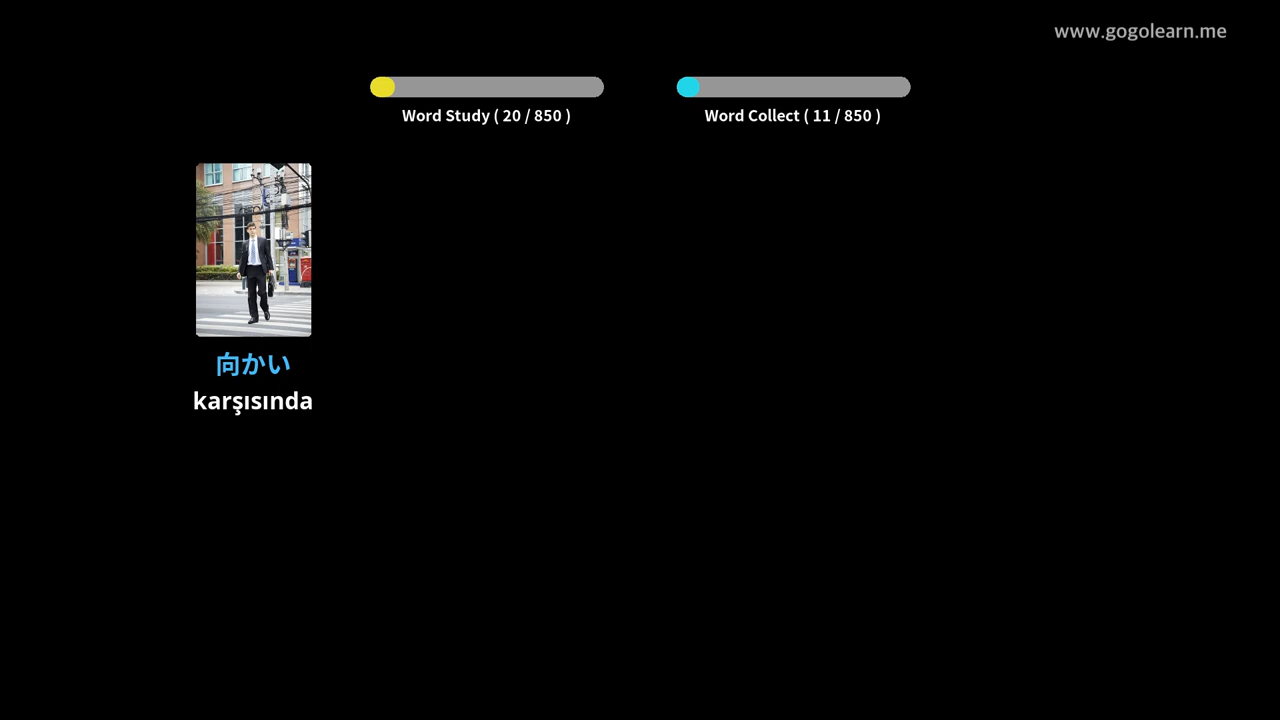 www.gogolearn.me
Word Study ( 20 / 850 )
Word Collect ( 11 / 850 )
向かい
karşısında